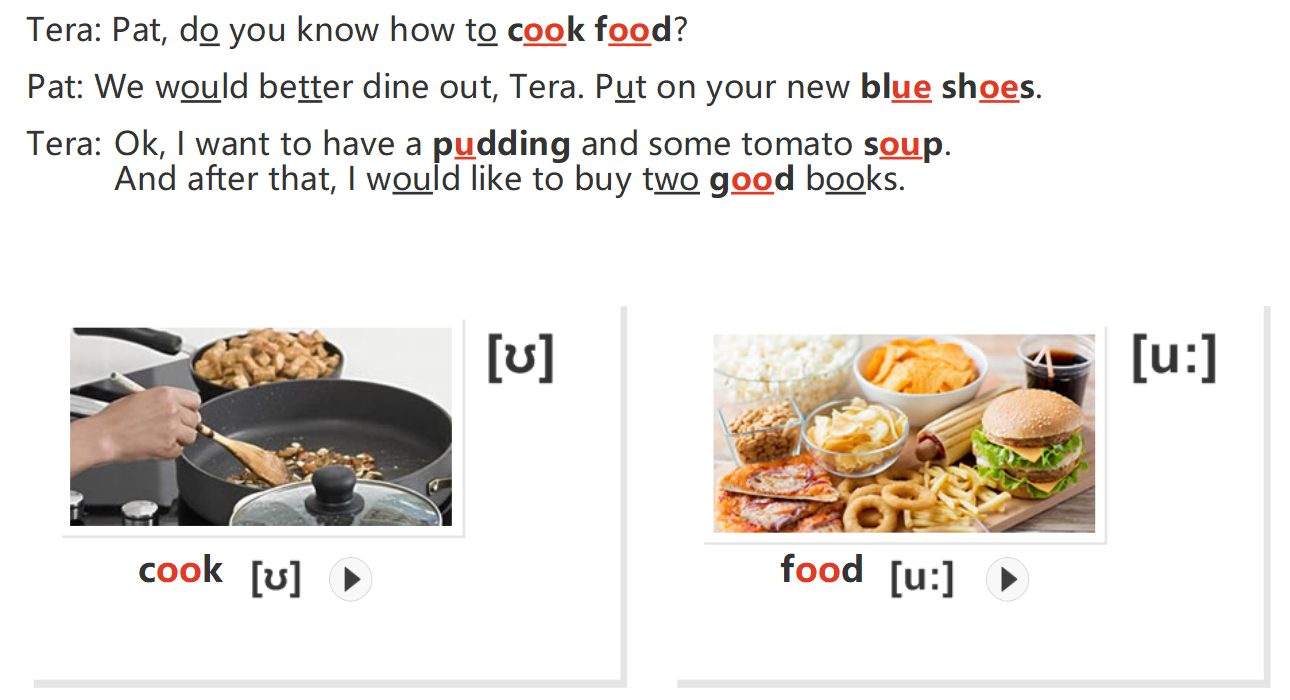 Tera: Pat, do you know how to cook food?
Pat: We would better dine out, Tera. Put on your new blue shoes.
Tera: Ok, I want to have a pudding and some tomato soup.
And after that, I would like to buy two good books.
[ʊ]
[u:]
cook [ʊ]
food [u:]